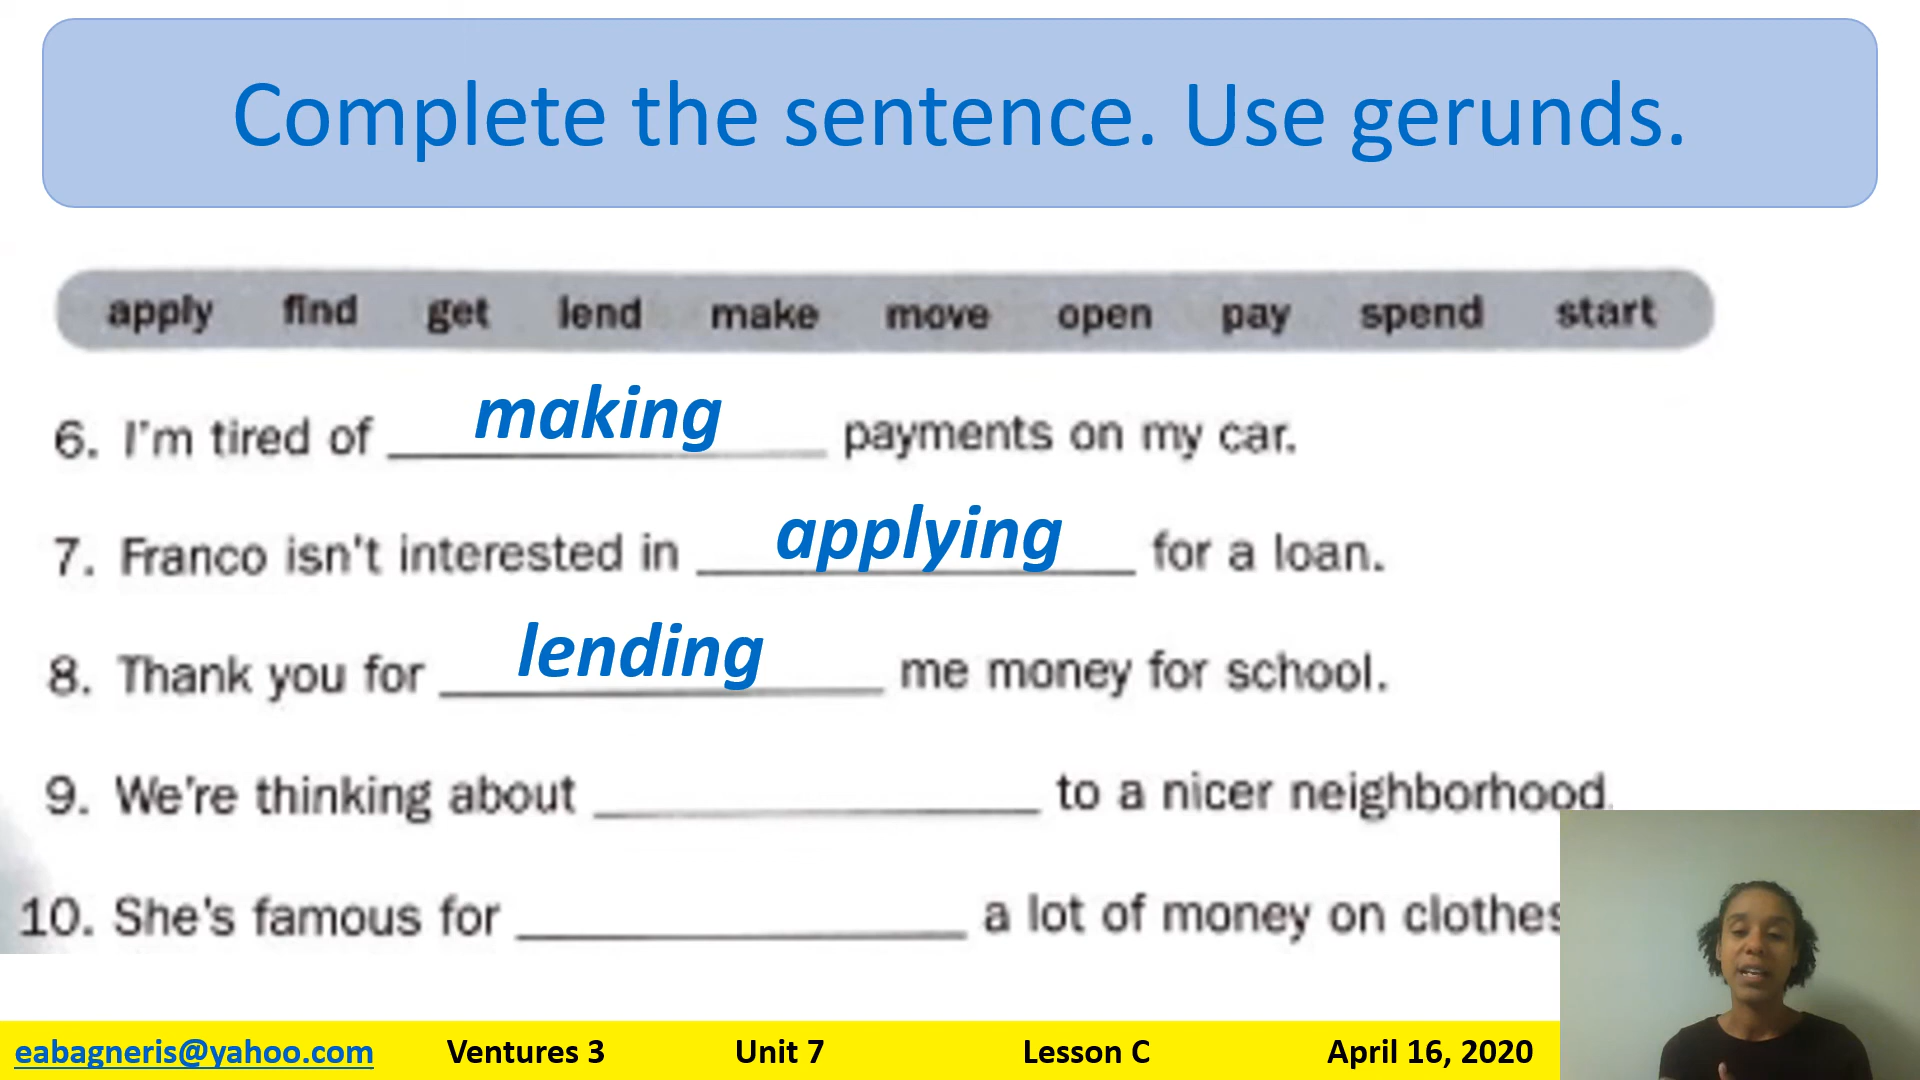 Complete the sentence. Use gerunds.
apply find get lend make move open pay spend start
6. I'm tired of making payments on my car.
7. Franco isn't interested in applying for a loan.
8. Thank you for lending me money for school.
9. We're thinking about ____ to a nicer neighborhood.
10. She's famous for ____ a lot of money on clothes
eabagneris@yahoo.com Ventures 3 Unit 7 Lesson C April 16, 2020